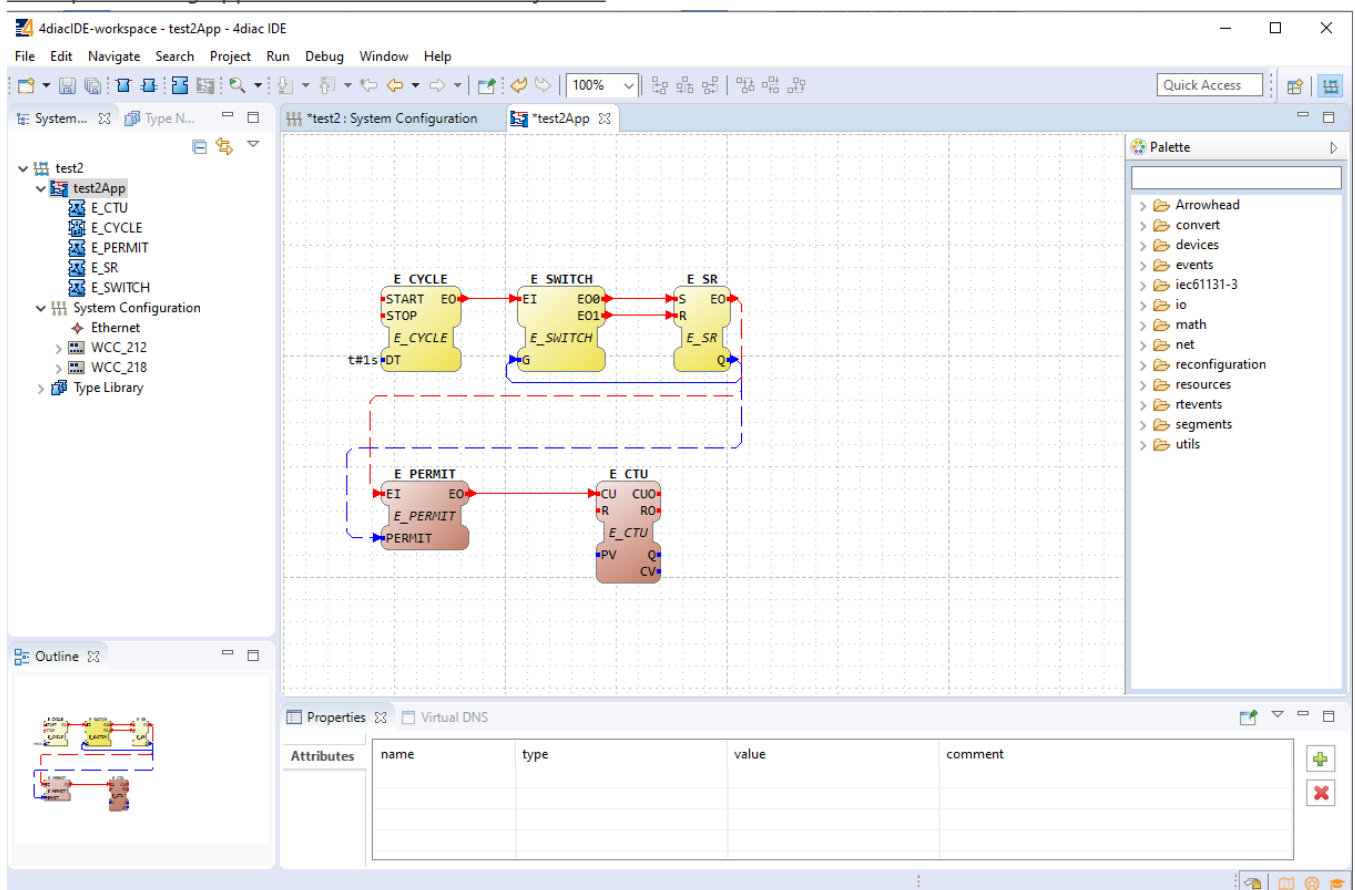 4diacIDE-workspace - test2App - 4diac IDE
File Edit Navigate Search Project Run Debug Window Help
100%
Quick Access
System... Type N...
*test2 : System Configuration
*test2App
Palette
test2
test2App
E_CTU
E_CYCLE
E_PERMIT
E_SR
E_SWITCH
System Configuration
Ethernet
WCC_212
WCC_218
Type Library
E_CYCLE
START EO
STOP
E_CYCLE
t#1s DT
E_SWITCH
EI EO0
EO1
E_SWITCH
G
E_SR
S EO
R
E_SR
Q
E_PERMIT
EI EO
E_PERMIT
PERMIT
E_CTU
CU CUO
R RO
E_CTU
PV Q
CV
Arrowhead
convert
devices
events
iec61131-3
io
math
net
reconfiguration
resources
rtevents
segments
utils
Outline
Properties Virtual DNS
Attributes name type value comment